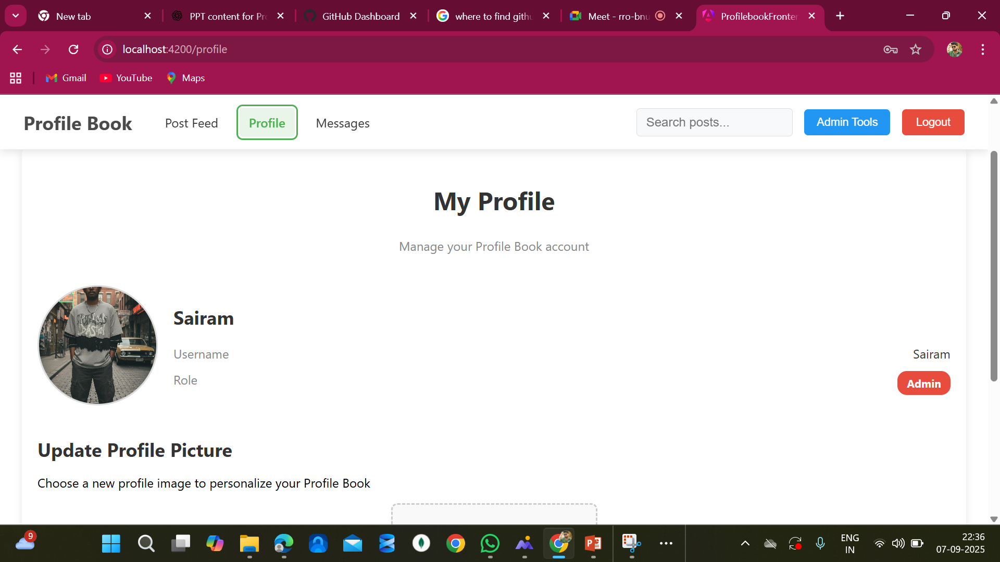 New tab
PPT content for Pr
GitHub Dashboard
where to find githu
Meet - rro-bnu
ProfilebookFronten
localhost:4200/profile
Gmail
YouTube
Maps
Profile Book
Post Feed
Profile
Messages
Search posts...
Admin Tools
Logout
My Profile
Manage your Profile Book account
Sairam
Username
Sairam
Role
Admin
Update Profile Picture
Choose a new profile image to personalize your Profile Book
9
ENG
IN
22:36
07-09-2025